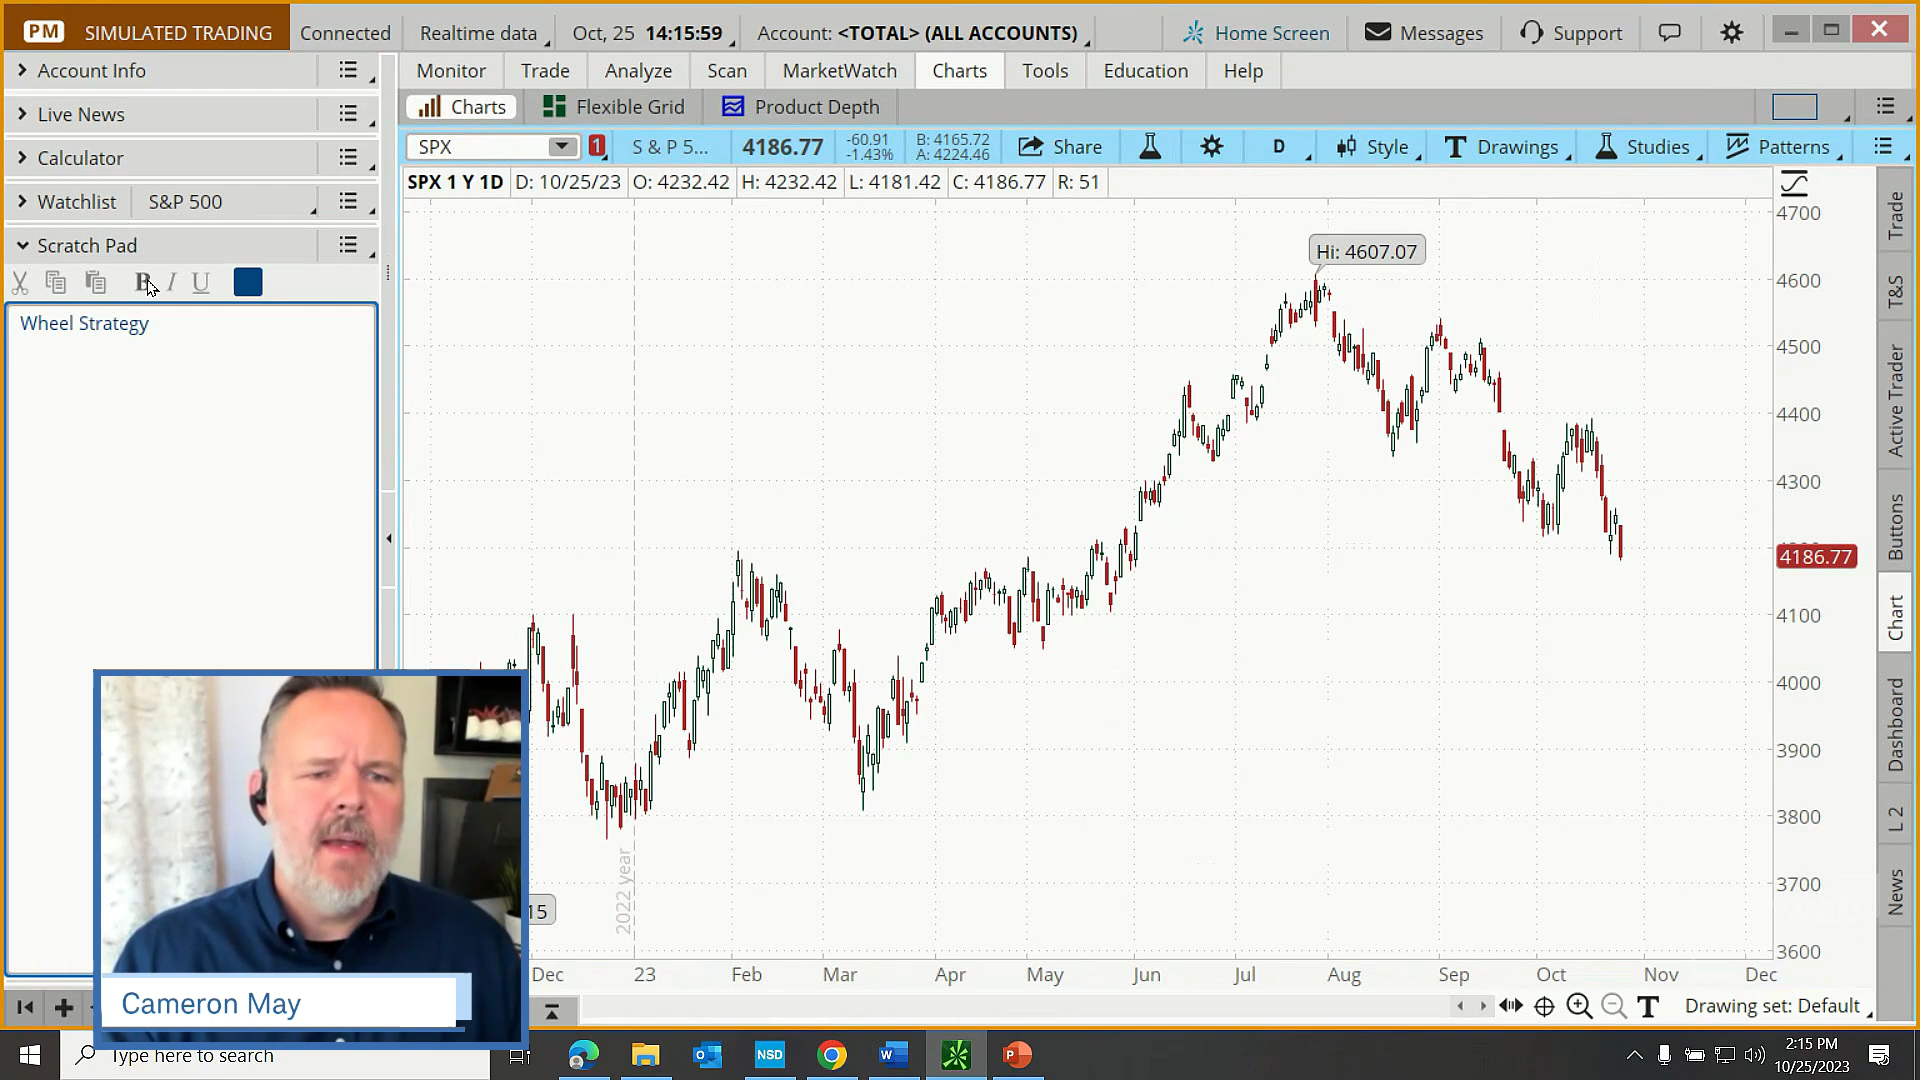 PM SIMULATED TRADING Connected Realtime data Oct, 25 14:15:59 Account: <TOTAL> (ALL ACCOUNTS) Home Screen Messages Support
Account Info
Live News
Calculator
Watchlist S&P 500
Scratch Pad
B I U
Wheel Strategy
Monitor Trade Analyze Scan MarketWatch Charts Tools Education Help
Charts Flexible Grid Product Depth
SPX 1 S & P 5... 4186.77 -60.91 B: 4165.72 Share D Style Drawings Studies Patterns
-1.43% A: 4224.46
SPX 1 Y 1D D: 10/25/23 O: 4232.42 H: 4232.42 L: 4181.42 C: 4186.77 R: 51
Hi: 4607.07
4700
4600
4500
4400
4300
4186.77
4100
4000
3900
3800
3700
3600
2022 year
15
Dec 23 Feb Mar Apr May Jun Jul Aug Sep Oct Nov Dec
Drawing set: Default
Trade
T&S
Active Trader
Buttons
Chart
Dashboard
L 2
News
Cameron May
Type here to search
NSD
2:15 PM
10/25/2023